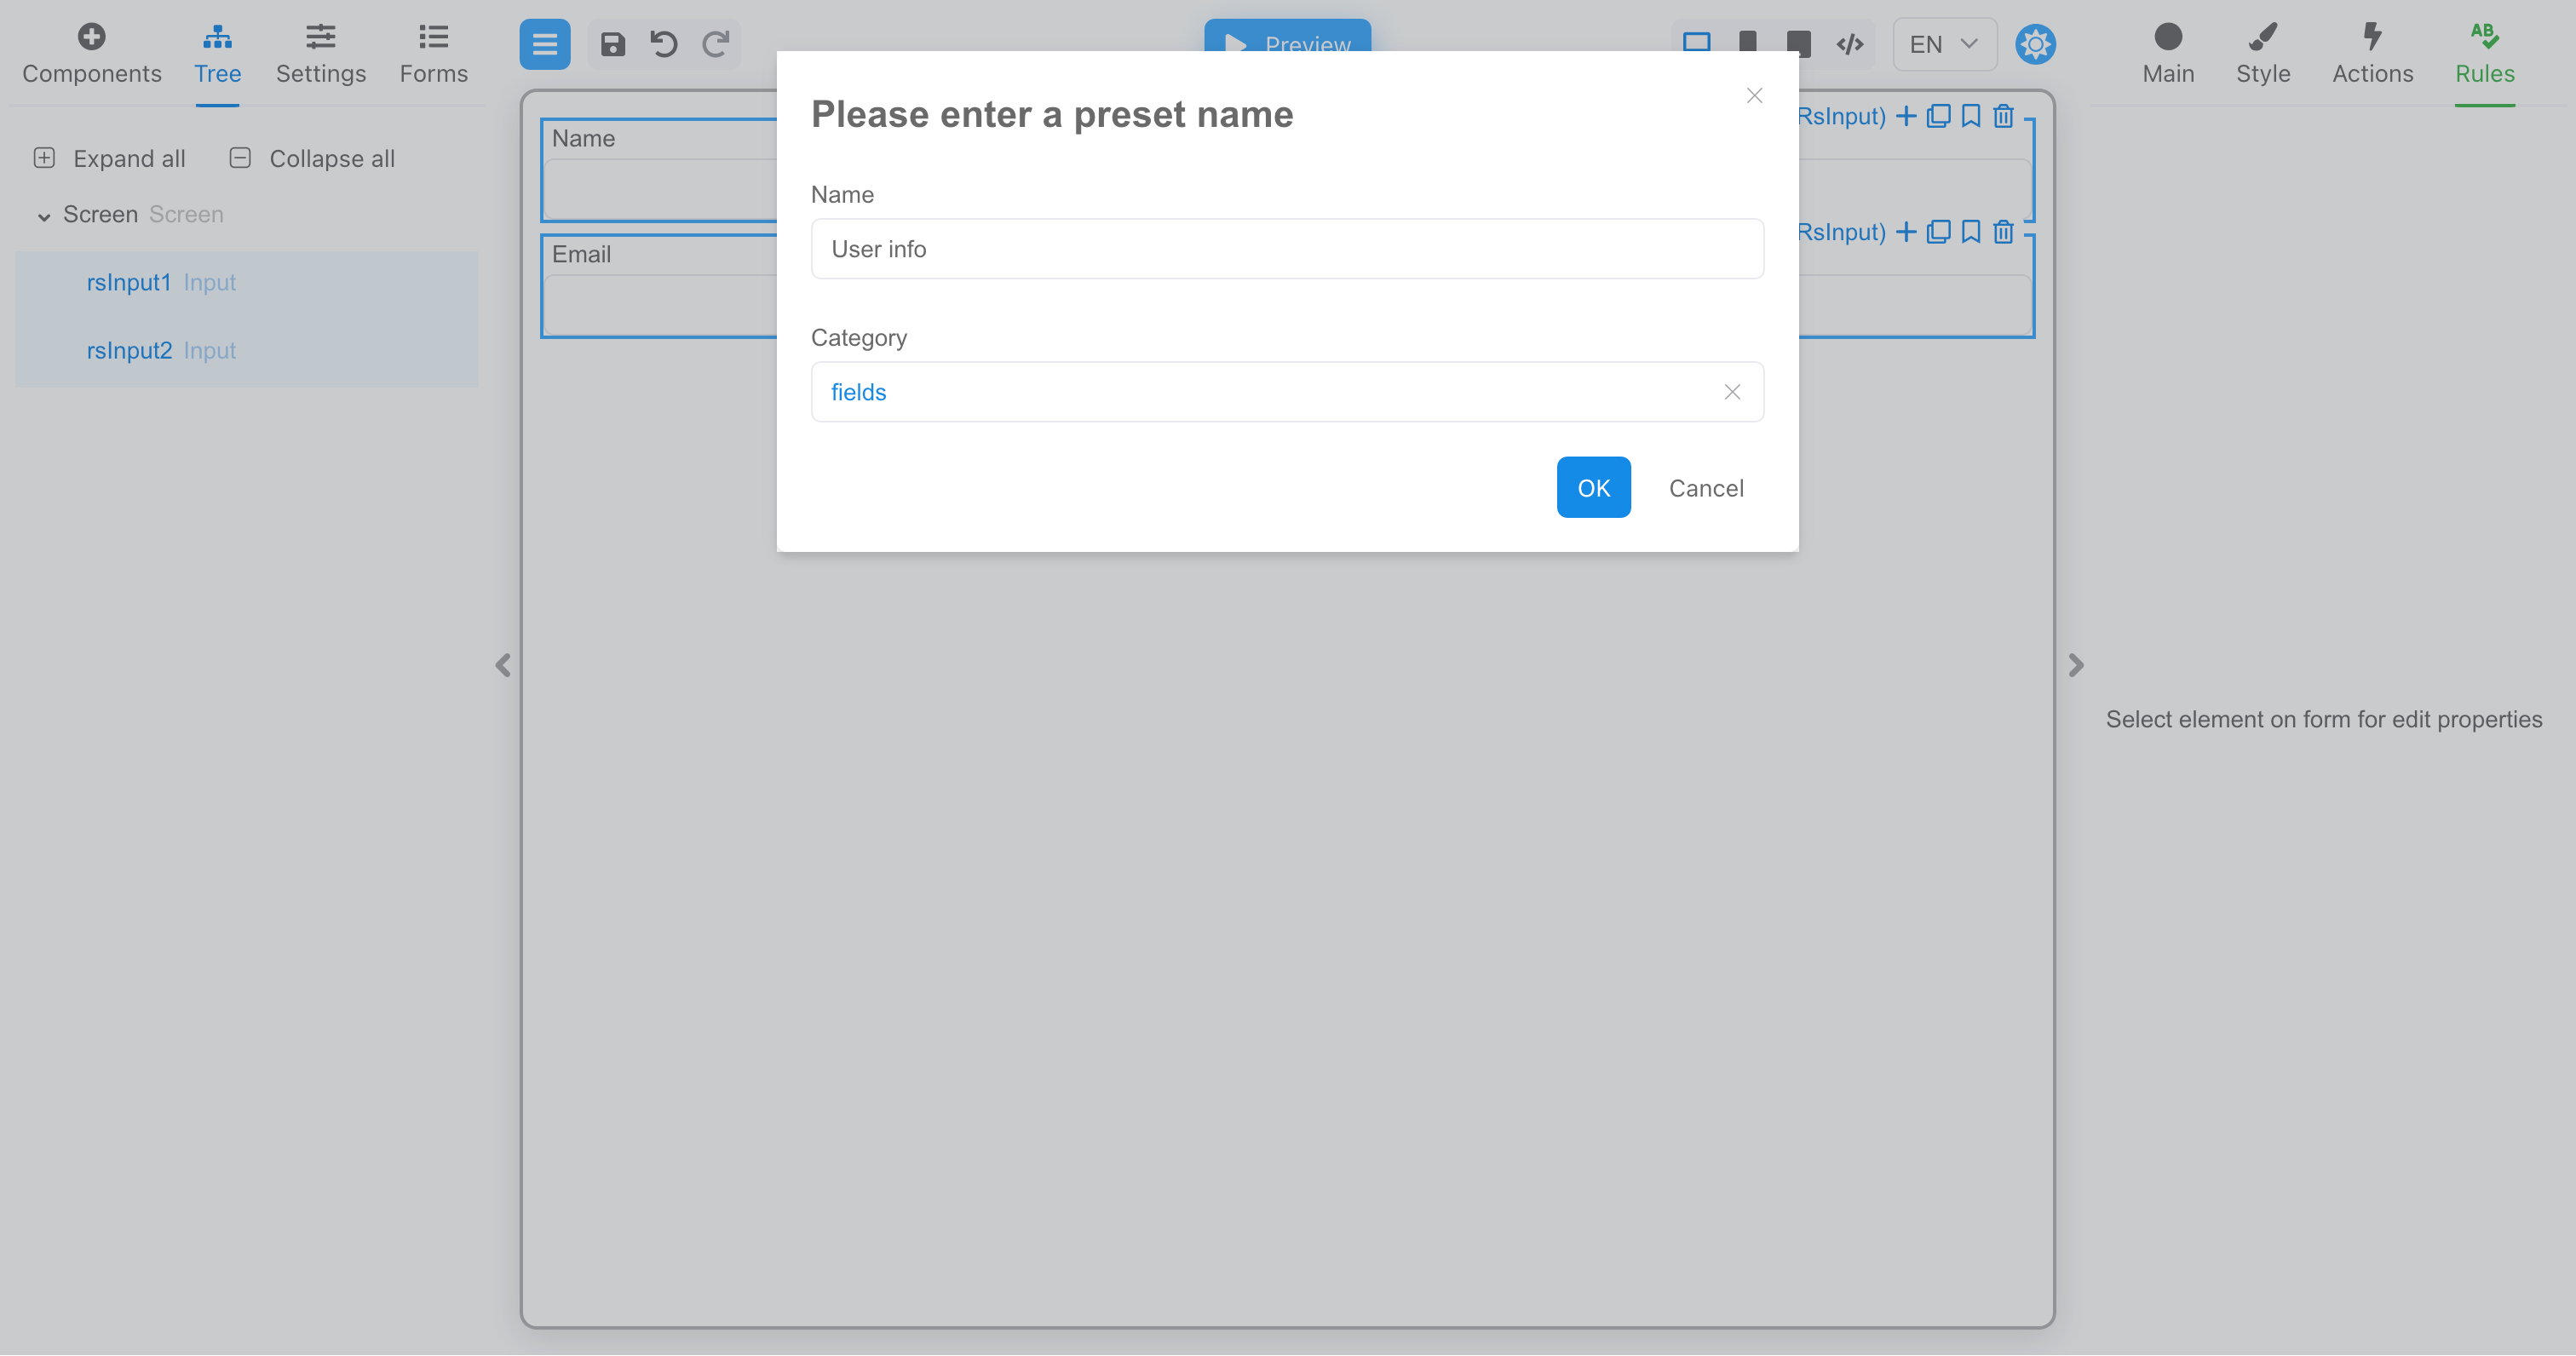 Components
Tree
Settings
Forms
Preview
EN
Main
Style
Actions
AB
Rules
Expand all
Collapse all
Screen Screen
rsInput1 Input
rsInput2 Input
Name
RsInput)
Email
RsInput)
Please enter a preset name
Name
User info
Category
fields
OK
Cancel
Select element on form for edit properties